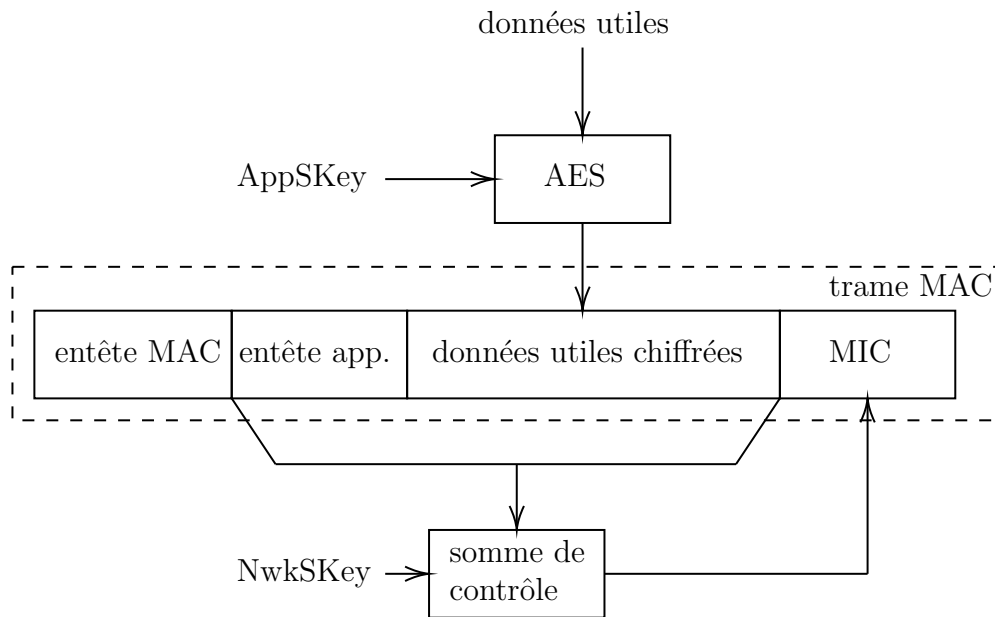 données utiles
AppSKey
AES
trame MAC
entête MAC
entête app.
données utiles chiffrées
MIC
NwkSKey
somme de
contrôle